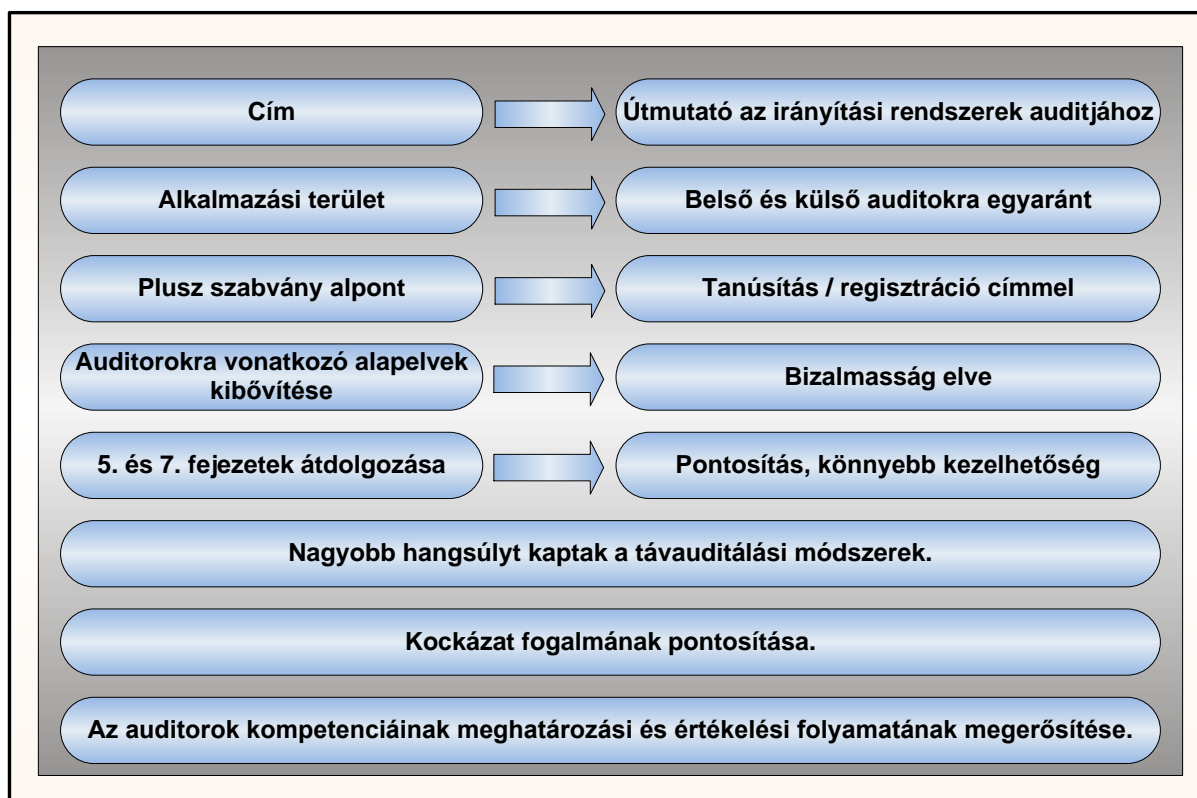 Cím
Útmutató az irányítási rendszerek auditjához
Alkalmazási terület
Belső és külső auditokra egyaránt
Plusz szabvány alpont
Tanúsítás / regisztráció címmel
Auditorokra vonatkozó alapelvek
kibővítése
Bizalmasság elve
5. és 7. fejezetek átdolgozása
Pontosítás, könnyebb kezelhetőség
Nagyobb hangsúlyt kaptak a távauditálási módszerek.
Kockázat fogalmának pontosítása.
Az auditorok kompetenciáinak meghatározási és értékelési folyamatának megerősítése.